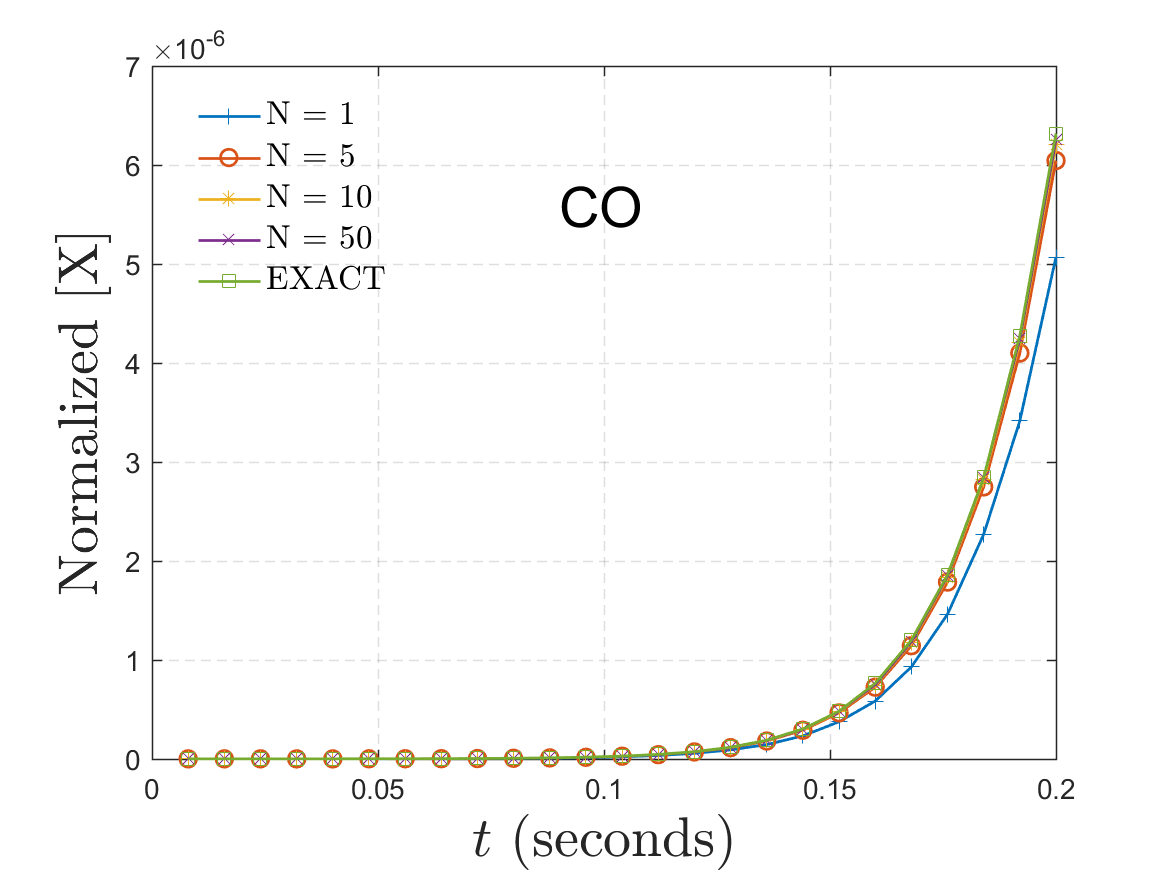 ×10-6
7
6
5
4
3
2
1
0
N = 1
N = 5
N = 10
N = 50
EXACT
CO
Normalized [X]
0
0.05
0.1
0.15
0.2
t (seconds)